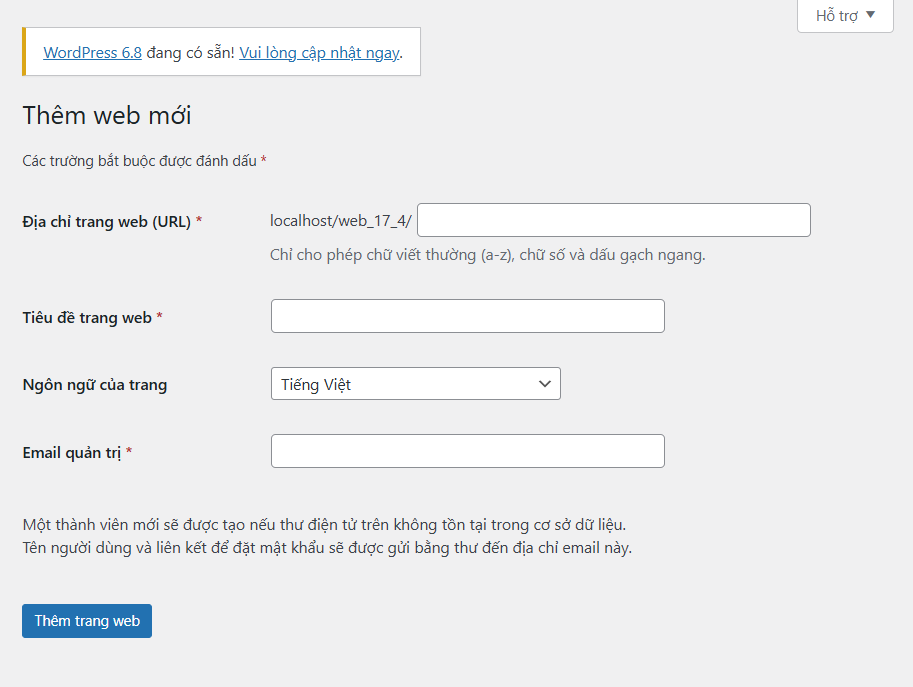 Hỗ trợ
WordPress 6.8 đang có sẵn! Vui lòng cập nhật ngay.
Thêm web mới
Các trường bắt buộc được đánh dấu *
Địa chỉ trang web (URL) * localhost/web_17_4/
Chỉ cho phép chữ viết thường (a-z), chữ số và dấu gạch ngang.
Tiêu đề trang web *
Ngôn ngữ của trang Tiếng Việt
Email quản trị *
Một thành viên mới sẽ được tạo nếu thư điện tử trên không tồn tại trong cơ sở dữ liệu.
Tên người dùng và liên kết để đặt mật khẩu sẽ được gửi bằng thư đến địa chỉ email này.
Thêm trang web